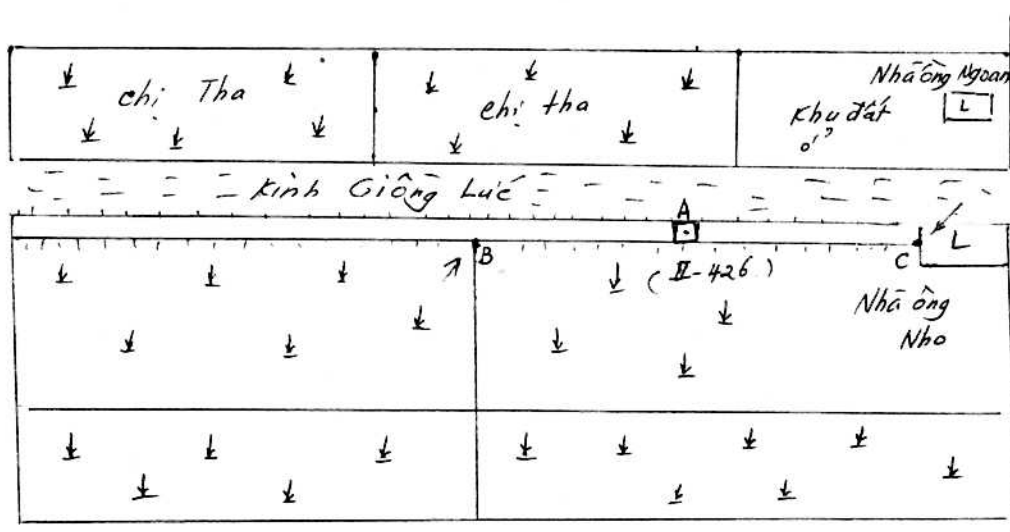 chị Tha
chị tha
Nhà ông Ngoan
L
Khu đất
ở
Kinh Giồng Lức
A
B
(II-426)
C
L
Nhà ông
Nho